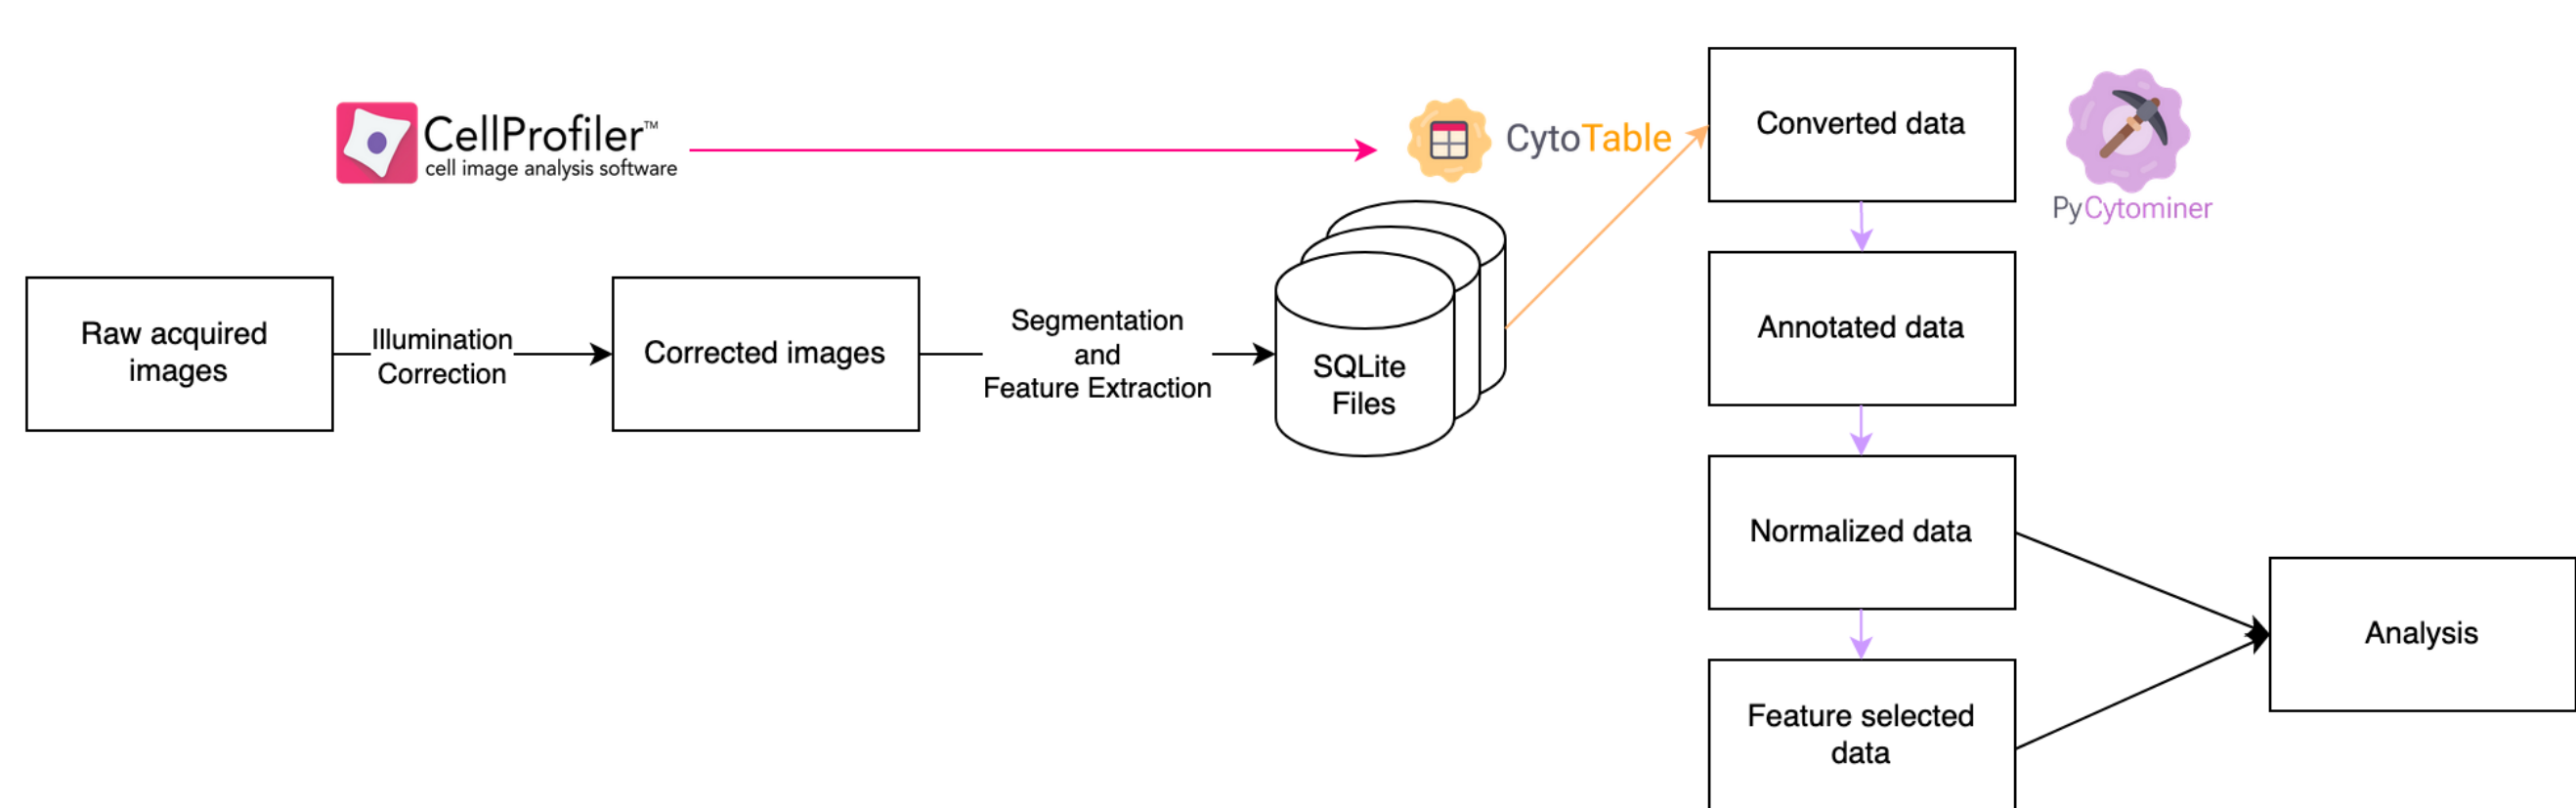 CellProfiler™
cell image analysis software
CytoTable
Converted data
PyCytominer
Raw acquired
images
Illumination
Correction
Corrected images
Segmentation
and
Feature Extraction
SQLite
Files
Annotated data
Normalized data
Feature selected
data
Analysis